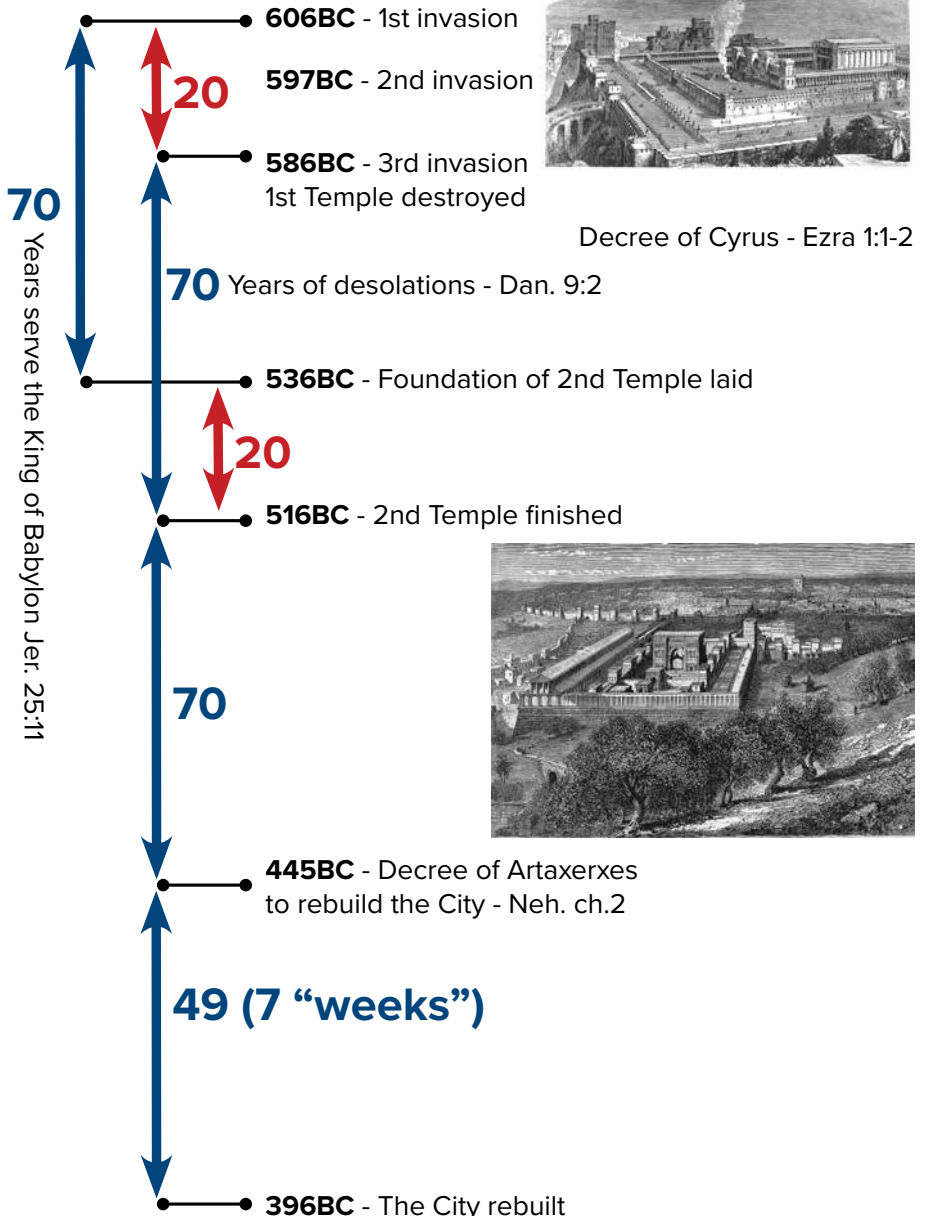 606BC - 1st invasion
20
597BC - 2nd invasion
586BC - 3rd invasion
1st Temple destroyed
70
Years serve the King of Babylon Jer. 25:11
Decree of Cyrus - Ezra 1:1-2
70 Years of desolations - Dan. 9:2
536BC - Foundation of 2nd Temple laid
20
516BC - 2nd Temple finished
70
445BC - Decree of Artaxerxes
to rebuild the City - Neh. ch.2
49 (7 “weeks”)
396BC - The City rebuilt